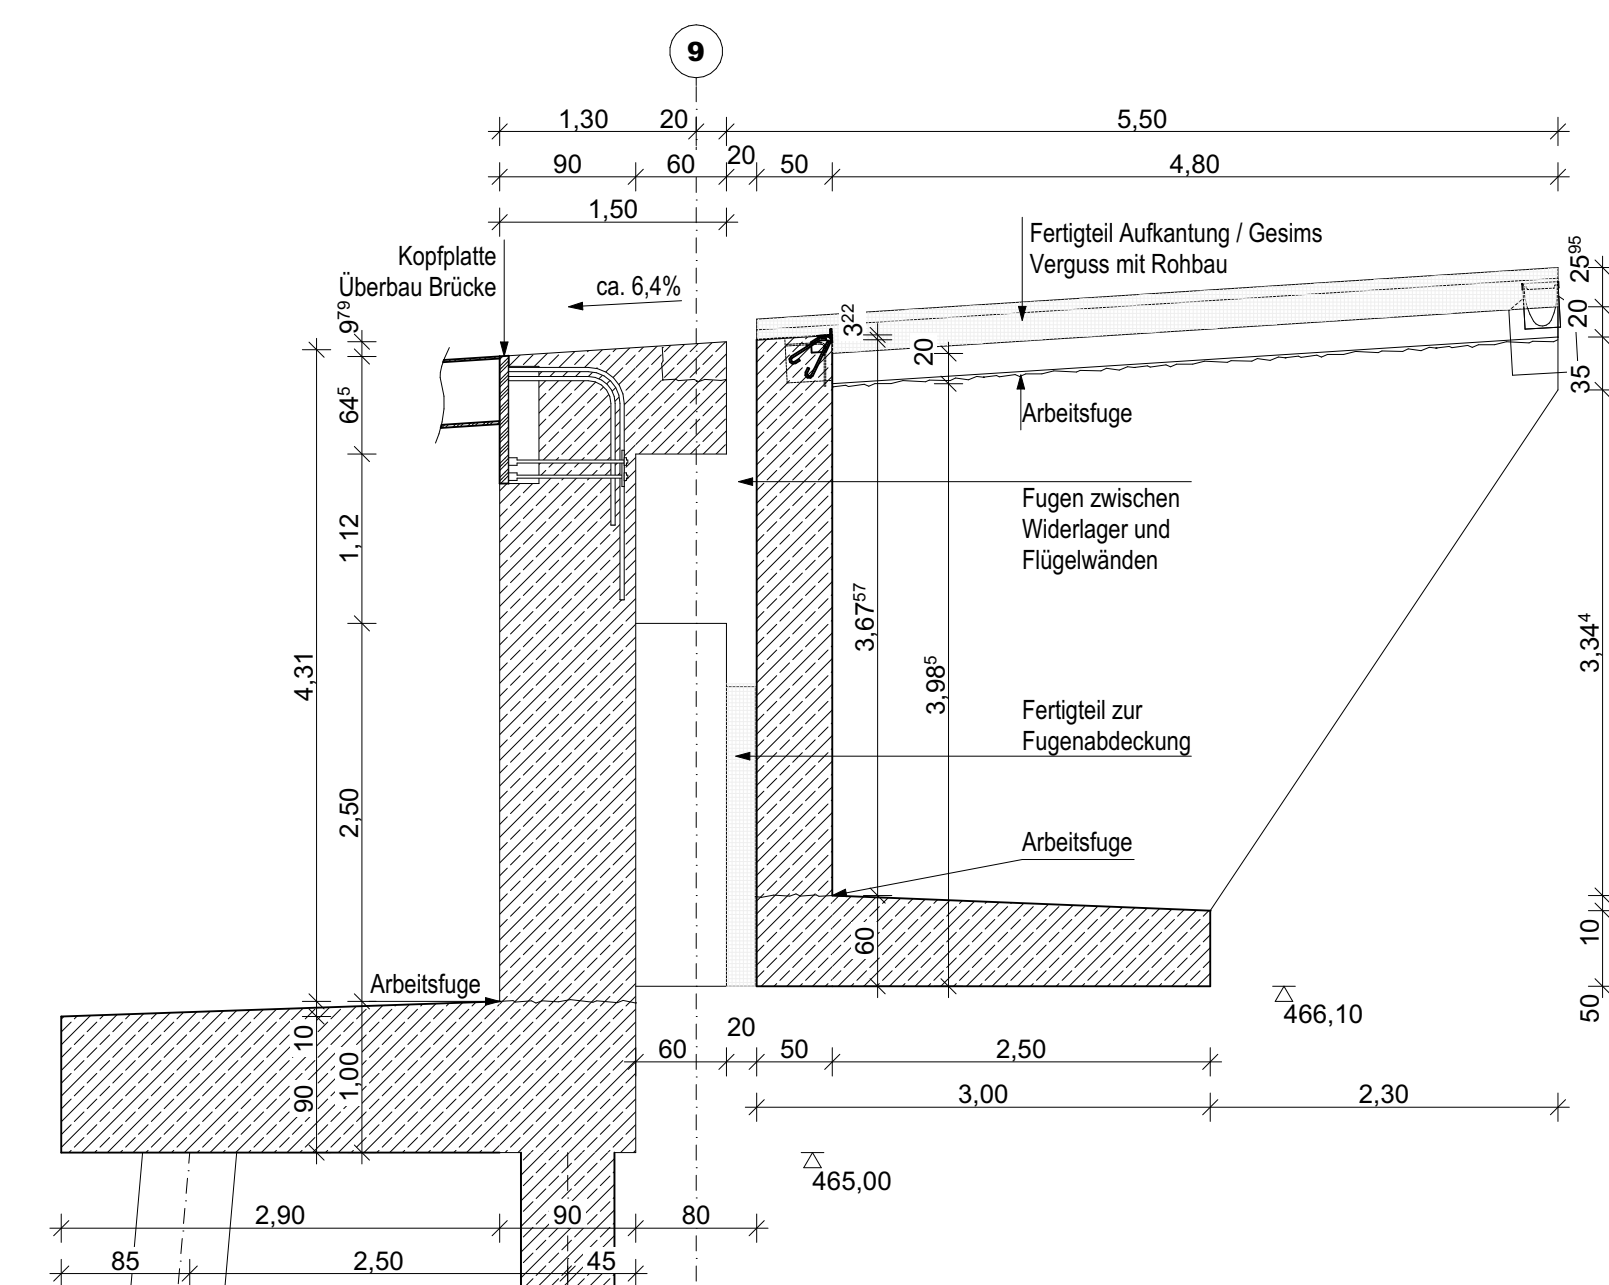 9
1,30 20 5,50
90 60 20 50 4,80
1,50
Kopfplatte
Überbau Brücke
ca. 6,4%
Fertigteil Aufkantung / Gesims
Verguss mit Rohbau
25⁹⁵
20
35
9⁷⁹
64⁵
3²²
20
Arbeitsfuge
Fugen zwischen
Widerlager und
Flügelwänden
1,12
4,31
2,50
3,67⁵⁷
3,98⁵
3,34⁴
Fertigteil zur
Fugenabdeckung
Arbeitsfuge
60
10
50
Arbeitsfuge
466,10
10
90
1,00
60 20 50 2,50
3,00 2,30
465,00
2,90 90 80
85 2,50 45